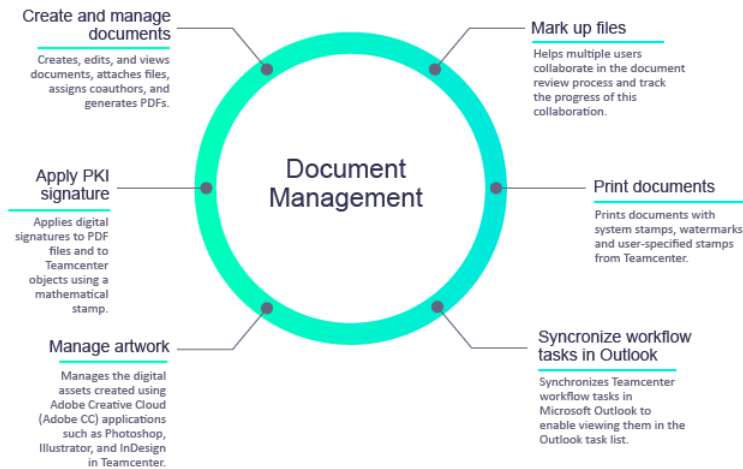 Create and manage
documents
Creates, edits, and views
documents, attaches files,
assigns coauthors, and
generates PDFs.
Mark up files
Helps multiple users
collaborate in the document
review process and track
the progress of this
collaboration.
Document
Management
Apply PKI
signature
Applies digital
signatures to PDF
files and to
Teamcenter
objects using a
mathematical
stamp.
Print documents
Prints documents with
system stamps, watermarks
and user-specified stamps
from Teamcenter.
Manage artwork
Manages the digital
assets created using
Adobe Creative Cloud
(Adobe CC) applications
such as Photoshop,
Illustrator, and InDesign
in Teamcenter.
Syncronize workflow
tasks in Outlook
Synchronizes Teamcenter
workflow tasks in
Microsoft Outlook to
enable viewing them in the
Outlook task list.